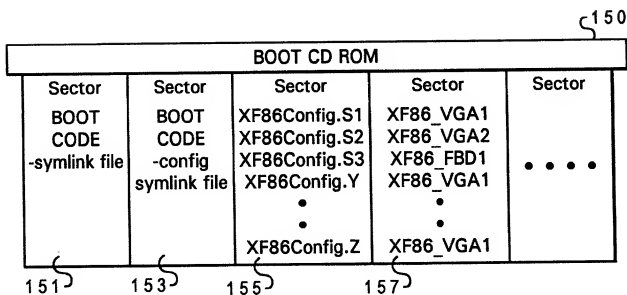 150
BOOT CD ROM
Sector
BOOT
CODE
-symlink file
Sector
BOOT
CODE
-config
symlink file
Sector
XF86Config.S1
XF86Config.S2
XF86Config.S3
XF86Config.Y
XF86Config.Z
Sector
XF86_VGA1
XF86_VGA2
XF86_FBD1
XF86_VGA1
XF86_VGA1
Sector
151
153
155
157